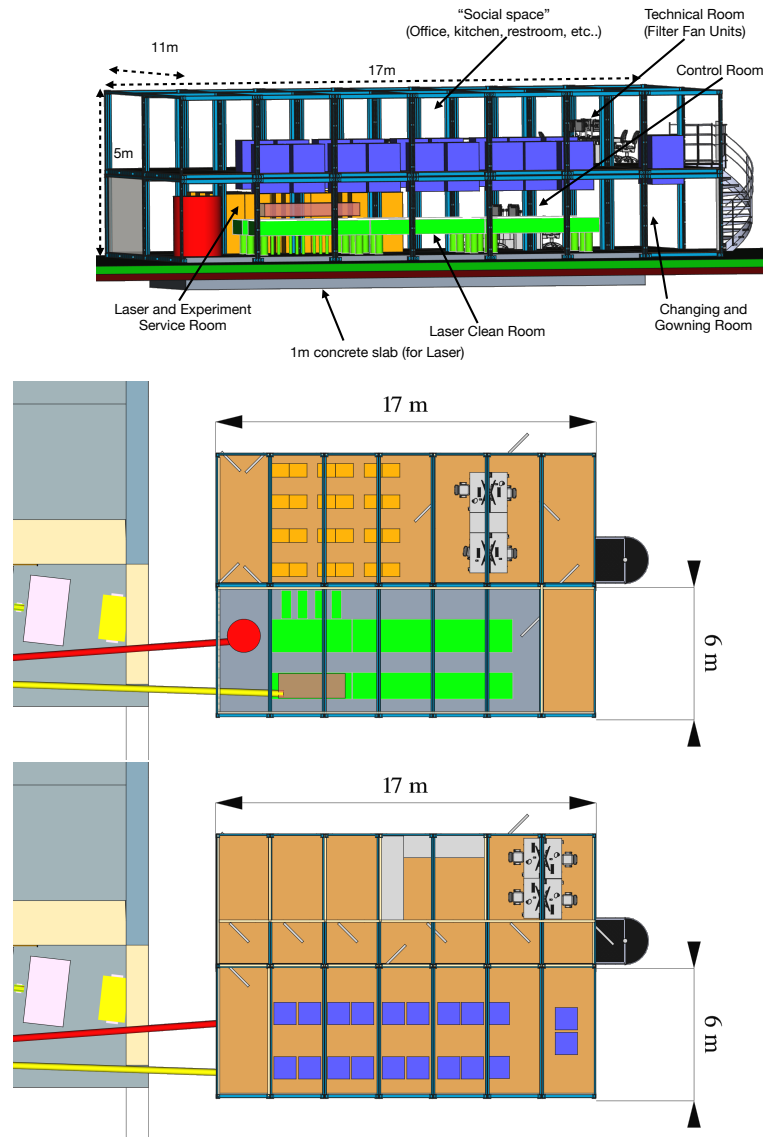 “Social space”
(Office, kitchen, restroom, etc..)
Technical Room
(Filter Fan Units)
Control Room
11m
17m
5m
Laser and Experiment
Service Room
Laser Clean Room
Changing and
Gowning Room
1m concrete slab (for Laser)
17 m
6 m
17 m
6 m